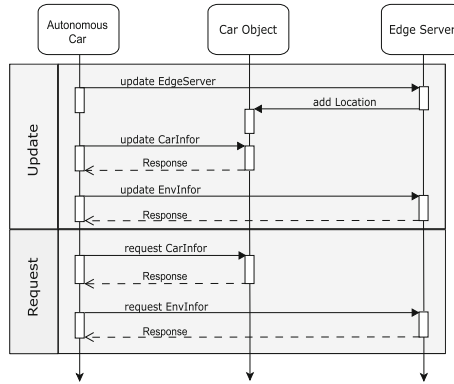 Autonomous
Car
Car Object
Edge Server
Update
update EdgeServer
add Location
update CarInfor
Response
update EnvInfor
Response
Request
request CarInfor
Response
request EnvInfor
Response